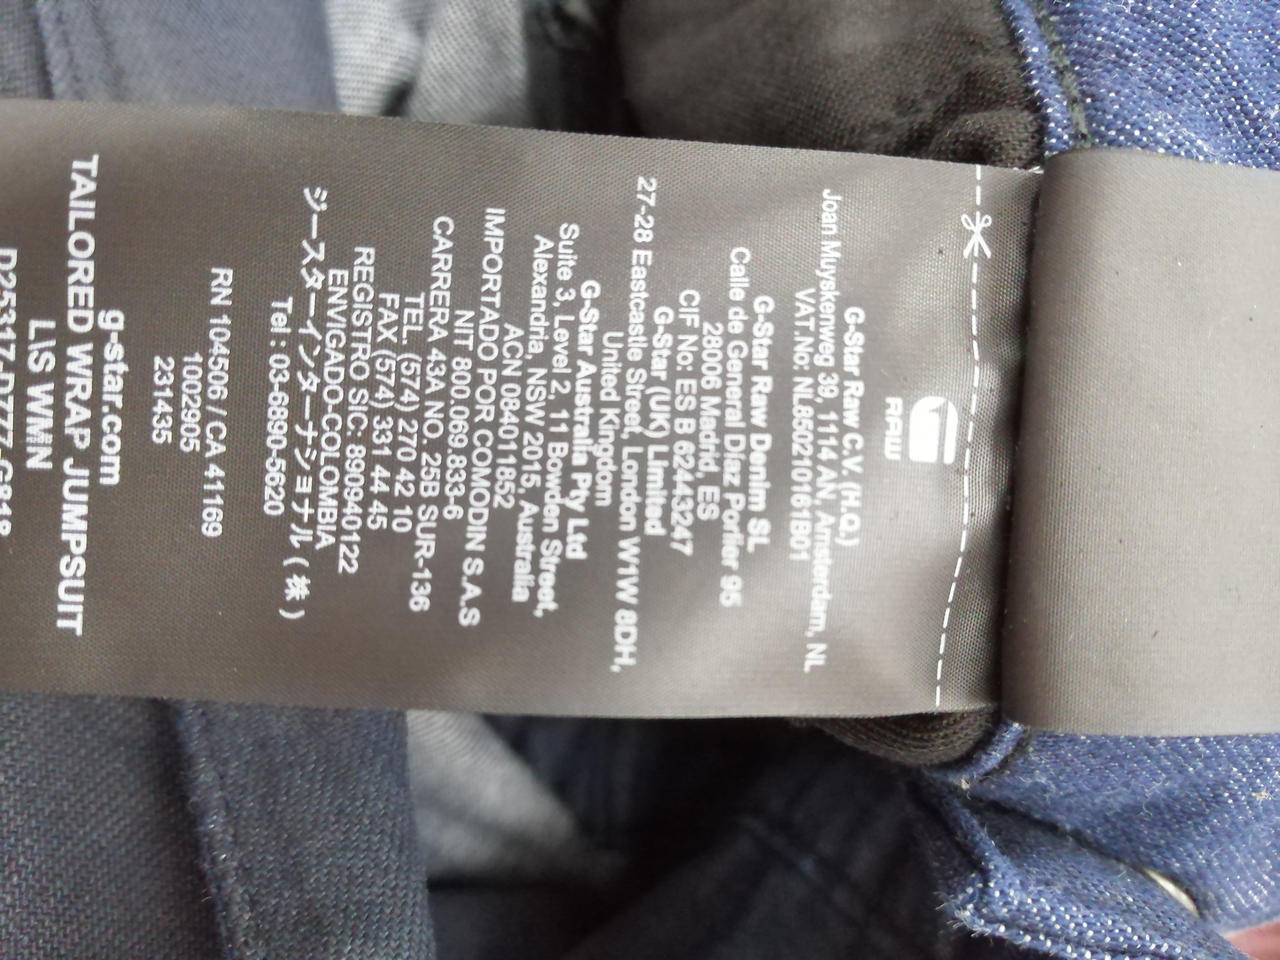 RAW
G-Star Raw C.V. (H.Q.)
Joan Muyskenweg 39, 1114 AN, Amsterdam, NL
VAT.No: NL850210161B01
G-Star Raw Denim SL
Calle de General Diaz Porlier 95
28006 Madrid, ES
CIF No: ES B 62443247
G-Star (UK) Limited
27-28 Eastcastle Street, London W1W 8DH,
United Kingdom
G-Star Australia Pty Ltd
Suite 3, Level 2, 11 Bowden Street,
Alexandria, NSW 2015, Australia
ACN 084011852
IMPORTADO POR COMODIN S.A.S
NIT 800.069.833-6
CARRERA 43A NO. 25B SUR-136
TEL. (574) 270 42 10
FAX (574) 331 44 45
REGISTRO SIC: 890940122
ENVIGADO-COLOMBIA
ジースターインターナショナル(株)
Tel : 03-6890-5620
RN 104506 / CA 41169
1002905
231435
g-star.com
TAILORED WRAP JUMPSUIT
L\S WMN